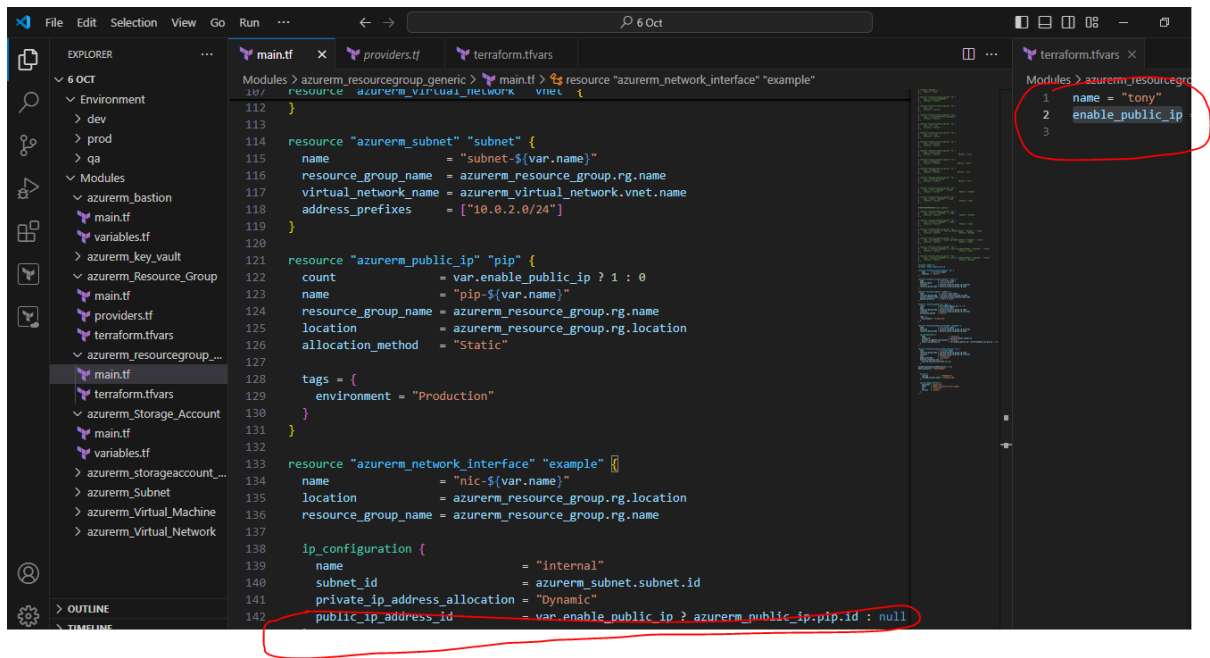 File Edit Selection View Go Run ··· 6 Oct
EXPLORER ···
6 OCT
Environment
dev
prod
qa
Modules
azurerm_bastion
main.tf
variables.tf
azurerm_key_vault
azurerm_Resource_Group
main.tf
providers.tf
terraform.tfvars
azurerm_resourcegroup_...
main.tf
terraform.tfvars
azurerm_Storage_Account
main.tf
variables.tf
azurerm_storageaccount_...
azurerm_Subnet
azurerm_Virtual_Machine
azurerm_Virtual_Network
OUTLINE
TIMELINE
main.tf providers.tf terraform.tfvars
Modules > azurerm_resourcegroup_generic > main.tf > resource "azurerm_network_interface" "example"
107 resource "azurerm_virtual_network" "vnet" {
112 }
113
114 resource "azurerm_subnet" "subnet" {
115 name = "subnet-${var.name}"
116 resource_group_name = azurerm_resource_group.rg.name
117 virtual_network_name = azurerm_virtual_network.vnet.name
118 address_prefixes = ["10.0.2.0/24"]
119 }
120
121 resource "azurerm_public_ip" "pip" {
122 count = var.enable_public_ip ? 1 : 0
123 name = "pip-${var.name}"
124 resource_group_name = azurerm_resource_group.rg.name
125 location = azurerm_resource_group.rg.location
126 allocation_method = "Static"
127
128 tags = {
129 environment = "Production"
130 }
131 }
132
133 resource "azurerm_network_interface" "example" {
134 name = "nic-${var.name}"
135 location = azurerm_resource_group.rg.location
136 resource_group_name = azurerm_resource_group.rg.name
137
138 ip_configuration {
139 name = "internal"
140 subnet_id = azurerm_subnet.subnet.id
141 private_ip_address_allocation = "Dynamic"
142 public_ip_address_id = var.enable_public_ip ? azurerm_public_ip.pip.id : null
terraform.tfvars
Modules > azurerm_resourcegro
1 name = "tony"
2 enable_public_ip =
3